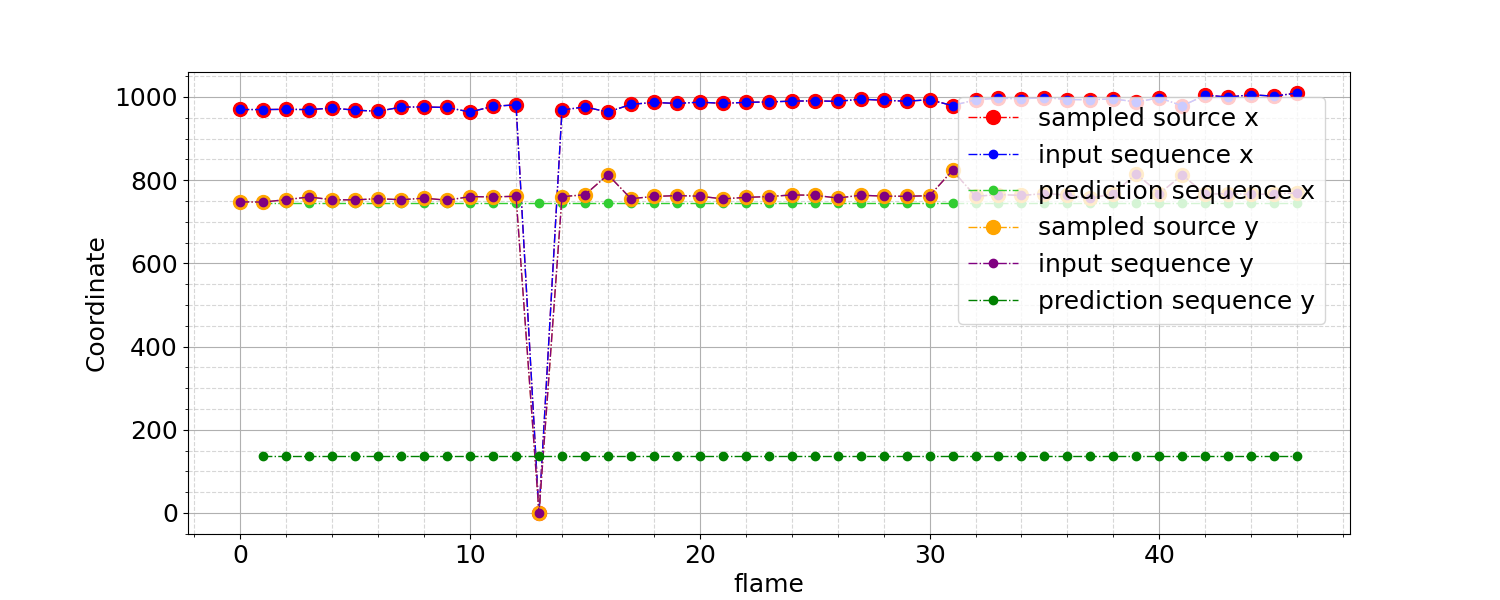 1000
800
600
400
200
0
Coordinate
0 10 20 30 40
flame
sampled source x
input sequence x
prediction sequence x
sampled source y
input sequence y
prediction sequence y